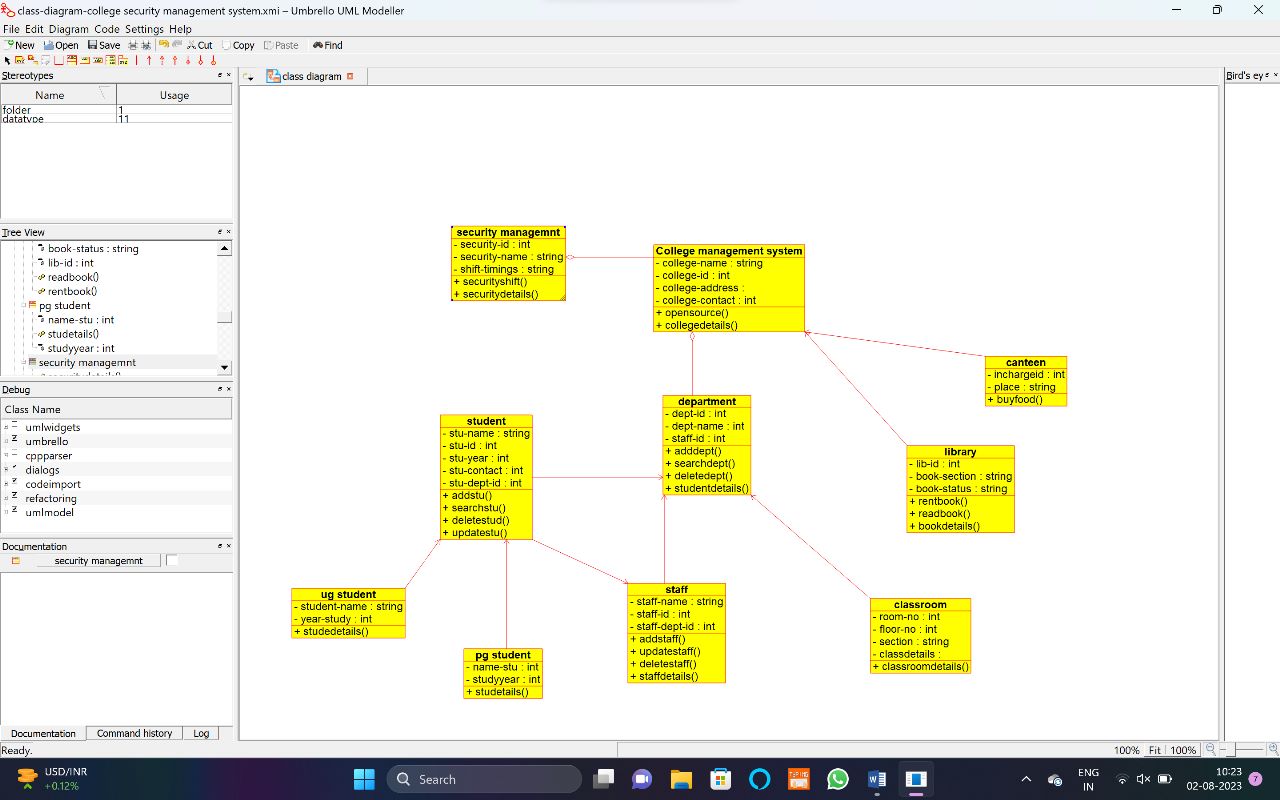 class-diagram-college security management system.xmi – Umbrello UML Modeller
File Edit Diagram Code Settings Help
New Open Save Cut Copy Paste Find
Stereotypes
class diagram
Bird's ey
Name Usage
folder 1
datatype 11
Tree View
book-status : string
lib-id : int
readbook()
rentbook()
pg student
name-stu : int
studetails()
studyyear : int
security managemnt
Debug
Class Name
umlwidgets
umbrello
cppparser
dialogs
codeimport
refactoring
umlmodel
Documentation
security managemnt
Documentation Command history Log
security managemnt
- security-id : int
- security-name : string
- shift-timings : string
+ securityshift()
+ securitydetails()
College management system
- college-name : string
- college-id : int
- college-address :
- college-contact : int
+ opensource()
+ collegedetails()
canteen
- inchargeid : int
- place : string
+ buyfood()
department
- dept-id : int
- dept-name : int
- staff-id : int
+ adddept()
+ searchdept()
+ deletedept()
+ studentdetails()
student
- stu-name : string
- stu-id : int
- stu-year : int
- stu-contact : int
- stu-dept-id : int
+ addstu()
+ searchstu()
+ deletestud()
+ updatestu()
library
- lib-id : int
- book-section : string
- book-status : string
+ rentbook()
+ readbook()
+ bookdetails()
ug student
- student-name : string
- year-study : int
+ studedetails()
pg student
- name-stu : int
- studyyear : int
+ studetails()
staff
- staff-name : string
- staff-id : int
- staff-dept-id : int
+ addstaff()
+ updatestaff()
+ deletestaff()
+ staffdetails()
classroom
- room-no : int
- floor-no : int
- section : string
- classdetails :
+ classroomdetails()
Ready.
100% Fit 100%
USD/INR
+0.12%
Search
ENG
IN
10:23
02-08-2023
7